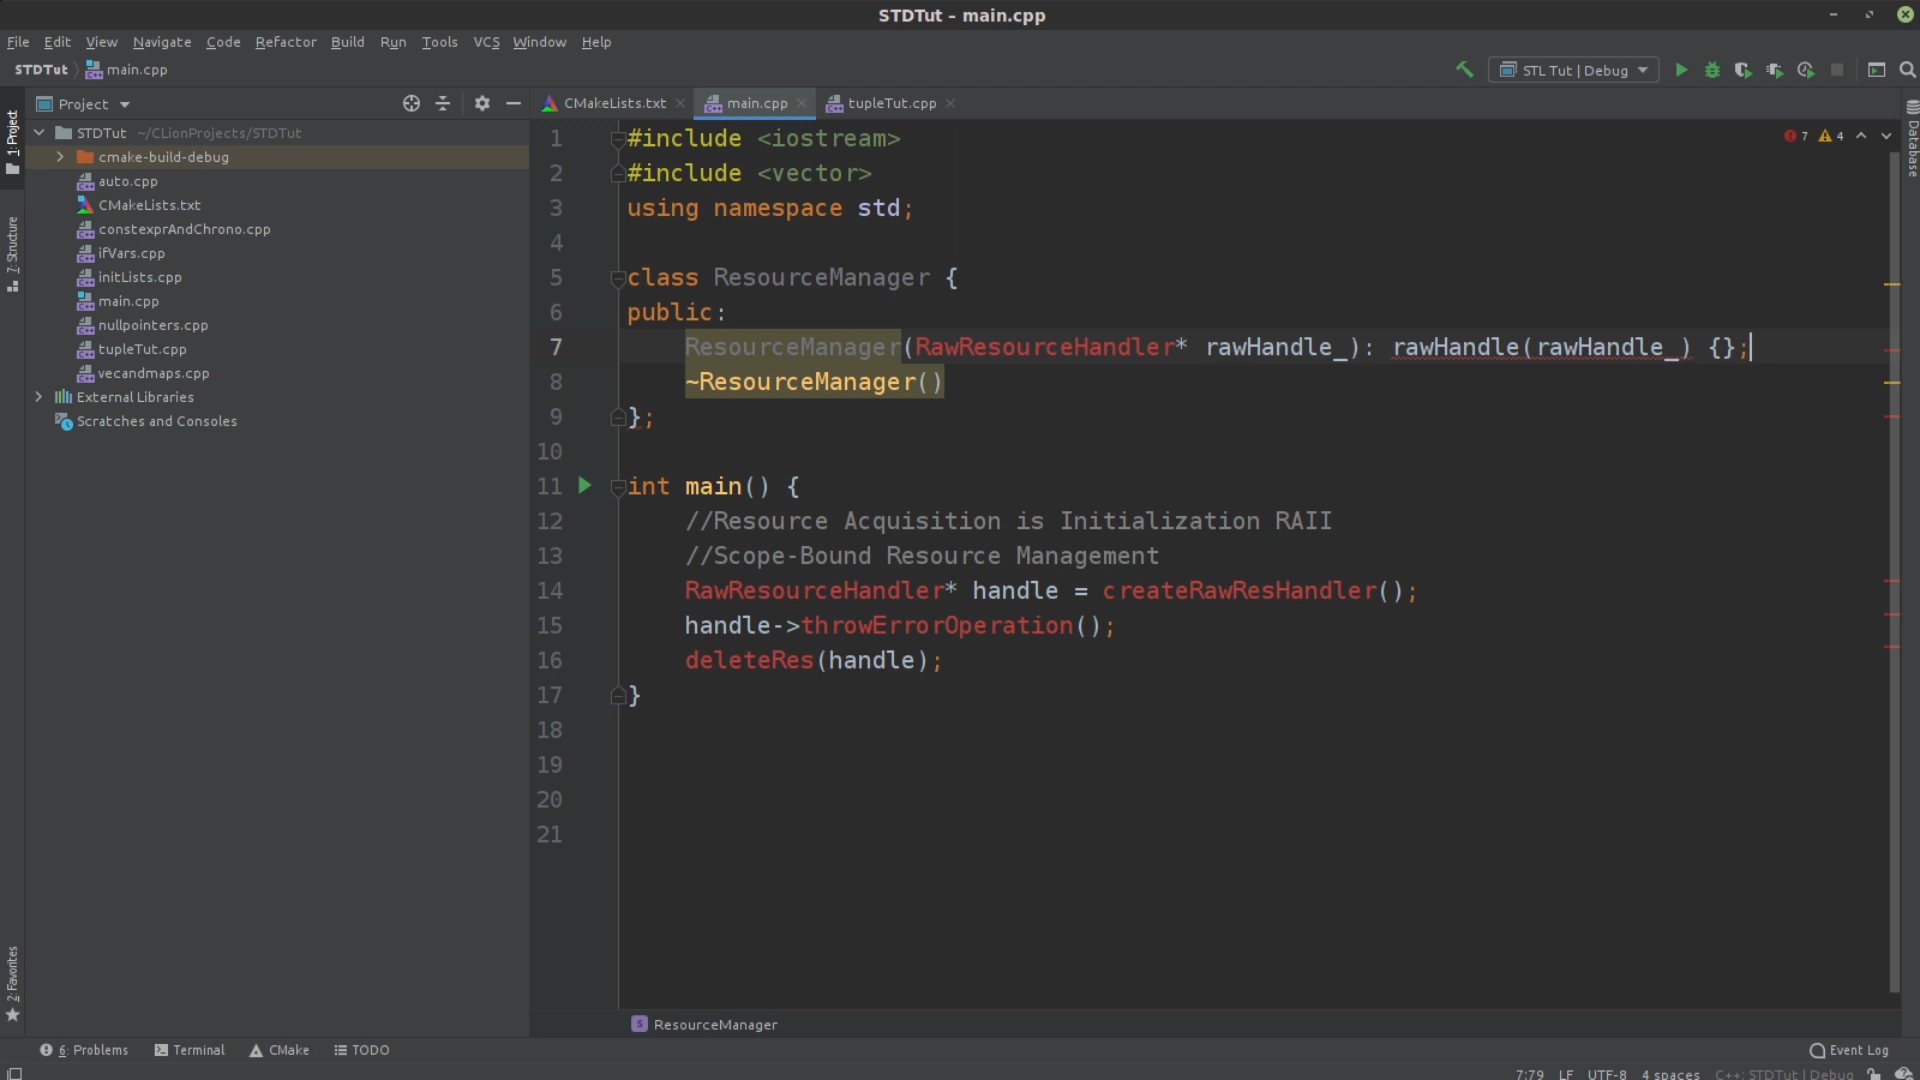 STDTut – main.cpp
File Edit View Navigate Code Refactor Build Run Tools VCS Window Help
STDTut main.cpp STL Tut | Debug
Project CMakeLists.txt main.cpp tupleTut.cpp
STDTut ~/CLionProjects/STDTut
cmake-build-debug
auto.cpp
CMakeLists.txt
constexprAndChrono.cpp
ifVars.cpp
initLists.cpp
main.cpp
nullpointers.cpp
tupleTut.cpp
vecandmaps.cpp
External Libraries
Scratches and Consoles
1: Project
7: Structure
2: Favorites
Database
7 4
1 #include <iostream>
2 #include <vector>
3 using namespace std;
4
5 class ResourceManager {
6 public:
7 ResourceManager(RawResourceHandler* rawHandle_): rawHandle(rawHandle_) {};
8 ~ResourceManager()
9 };
10
11 int main() {
12 //Resource Acquisition is Initialization RAII
13 //Scope-Bound Resource Management
14 RawResourceHandler* handle = createRawResHandler();
15 handle->throwErrorOperation();
16 deleteRes(handle);
17 }
18
19
20
21
S ResourceManager
6: Problems Terminal CMake TODO Event Log
7:79 LF UTF-8 4 spaces C++: STDTut | Debug